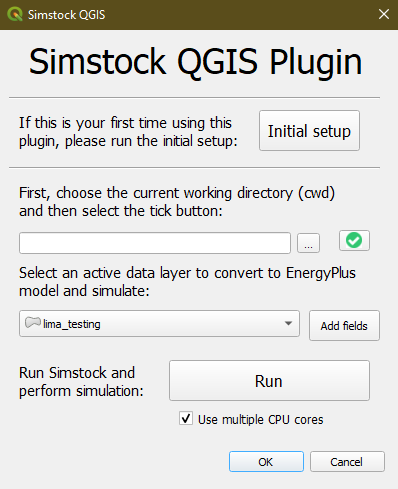 Simstock QGIS
Simstock QGIS Plugin
If this is your first time using this
plugin, please run the initial setup:
Initial setup
First, choose the current working directory (cwd)
and then select the tick button:
...
Select an active data layer to convert to EnergyPlus
model and simulate:
lima_testing
Add fields
Run Simstock and
perform simulation:
Run
Use multiple CPU cores
OK
Cancel